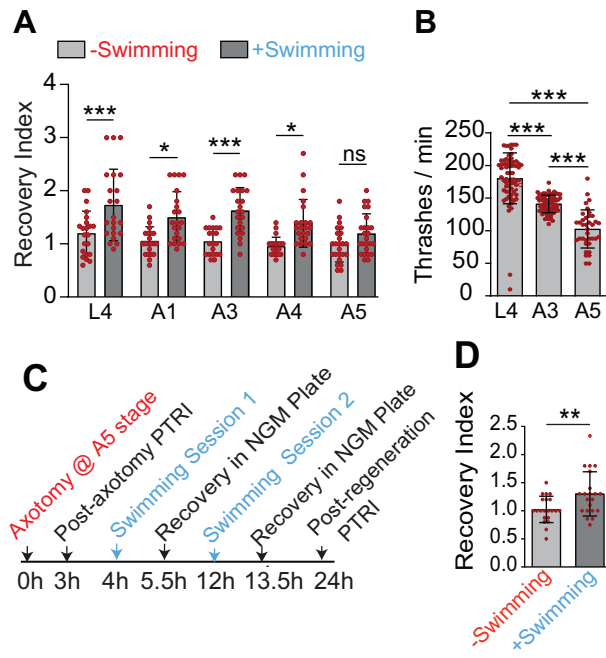 A
-Swimming
+Swimming
Recovery Index
4
3
2
1
0
***
*
***
*
ns
L4
A1
A3
A4
A5
B
Thrashes / min
250
200
150
100
50
0
***
***
***
L4
A3
A5
C
Axotomy @ A5 stage
Post-axotomy PTRI
Swimming Session 1
Recovery in NGM Plate
Swimming Session 2
Recovery in NGM Plate
Post-regeneration
PTRI
0h
3h
4h
5.5h
12h
13.5h
24h
D
Recovery Index
2.5
2.0
1.5
1.0
0.5
0.0
**
-Swimming
+Swimming